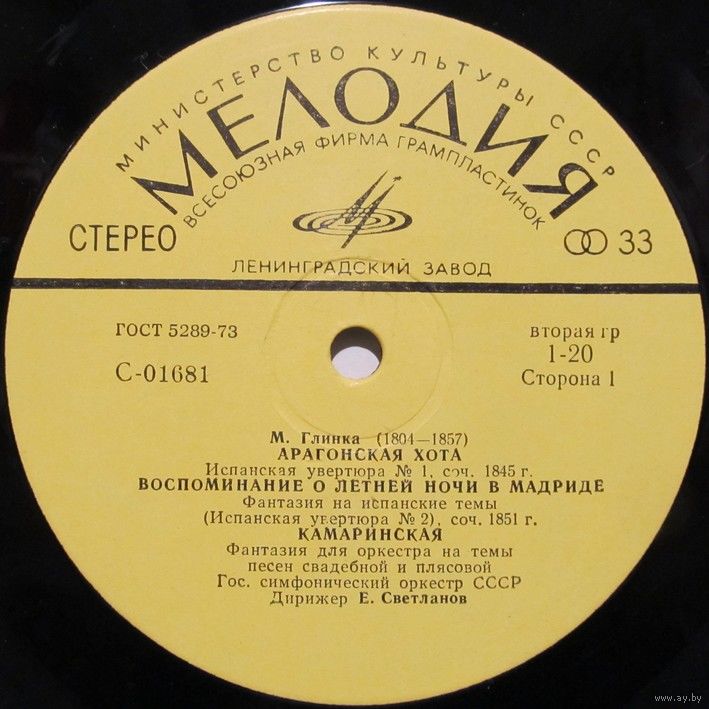 МИНИСТЕРСТВО КУЛЬТУРЫ СССР
МЕЛОДИЯ
ВСЕСОЮЗНАЯ ФИРМА ГРАМПЛАСТИНОК
СТЕРЕО
33
ЛЕНИНГРАДСКИЙ ЗАВОД
ГОСТ 5289-73
вторая гр
С-01681
1-20
Сторона 1
М. Глинка (1804—1857)
АРАГОНСКАЯ ХОТА
Испанская увертюра № 1, соч. 1845 г.
ВОСПОМИНАНИЕ О ЛЕТНЕЙ НОЧИ В МАДРИДЕ
Фантазия на испанские темы
(Испанская увертюра № 2), соч. 1851 г.
КАМАРИНСКАЯ
Фантазия для оркестра на темы
песен свадебной и плясовой
Гос. симфонический оркестр СССР
Дирижер Е. Светланов
www.ay.by